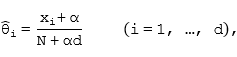 θ̂ᵢ = (xᵢ + α) / (N + αd)    (i = 1, …, d),